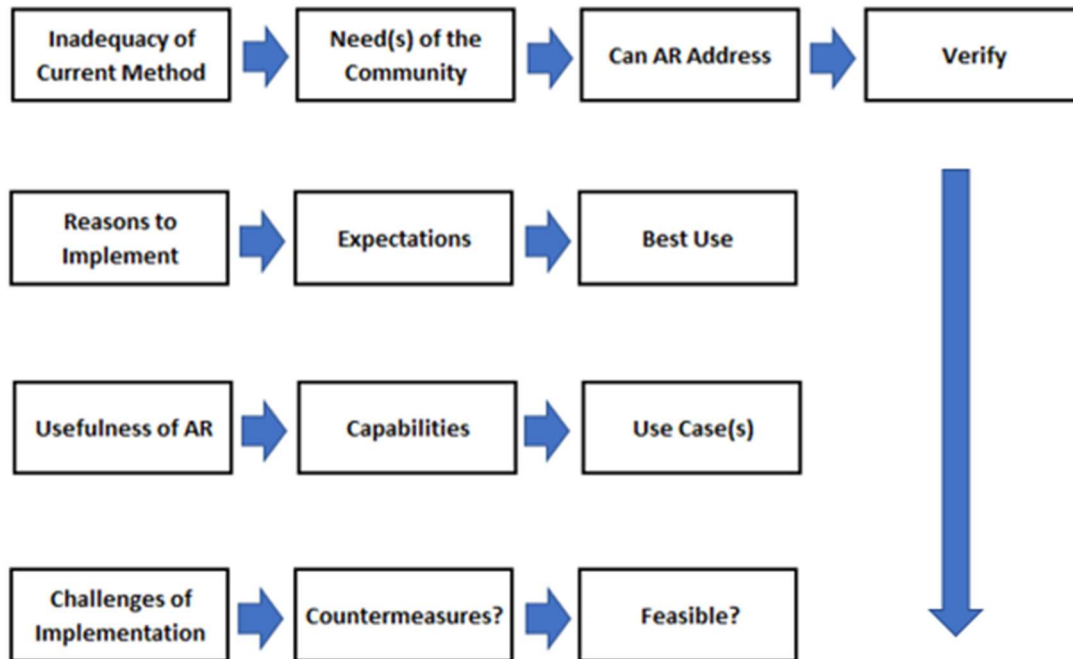 Inadequacy of
Current Method
Need(s) of the
Community
Can AR Address
Verify
Reasons to
Implement
Expectations
Best Use
Usefulness of AR
Capabilities
Use Case(s)
Challenges of
Implementation
Countermeasures?
Feasible?